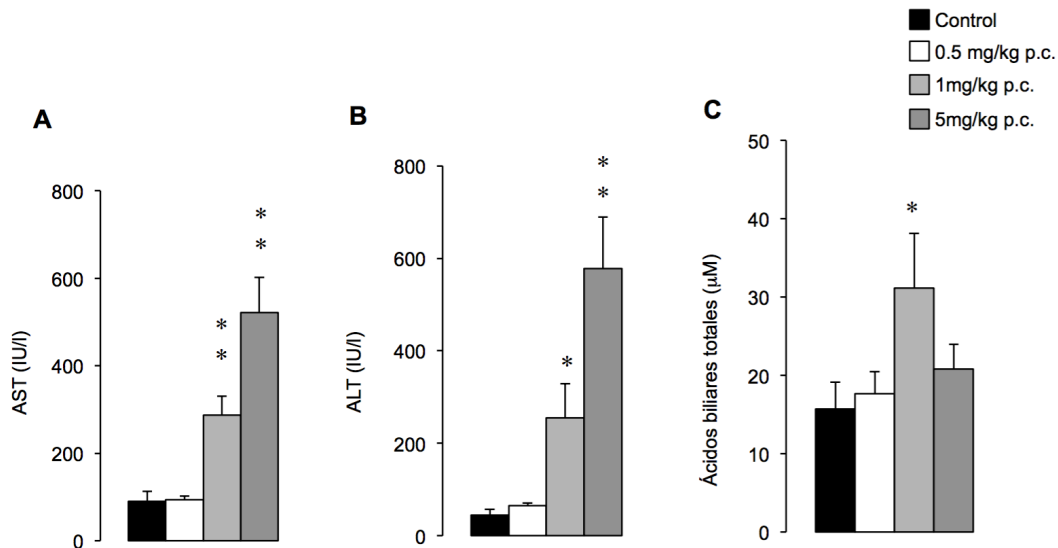 Control
0.5 mg/kg p.c.
1mg/kg p.c.
5mg/kg p.c.
A
AST (IU/l)
800
600
400
200
0
*
*
*
*
B
ALT (IU/l)
800
600
400
200
0
*
*
*
C
Ácidos biliares totales (µM)
50
40
30
20
10
0
*